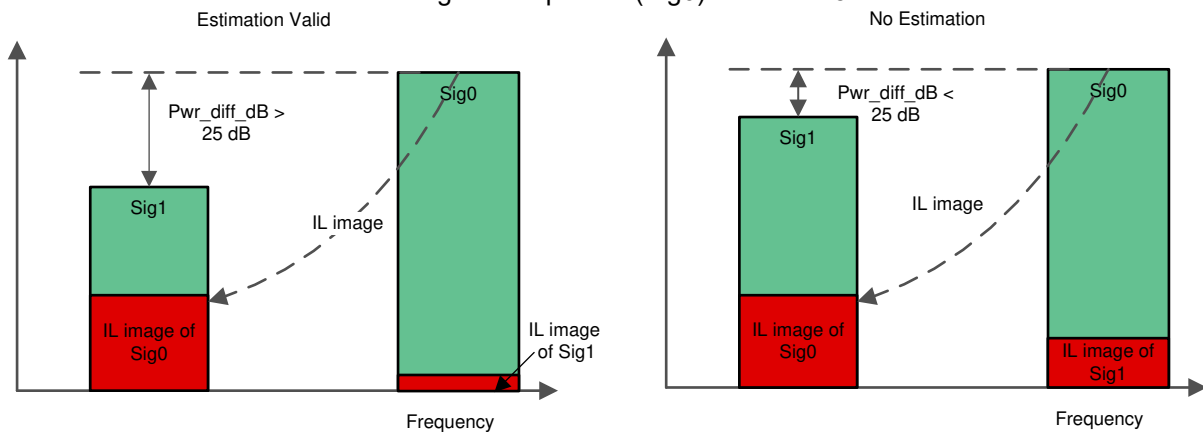 Estimation Valid
Pwr_diff_dB >
25 dB
Sig0
Sig1
IL image
IL image of
Sig0
IL image
of Sig1
Frequency
No Estimation
Pwr_diff_dB <
25 dB
Sig0
Sig1
IL image
IL image of
Sig0
IL image of
Sig1
Frequency